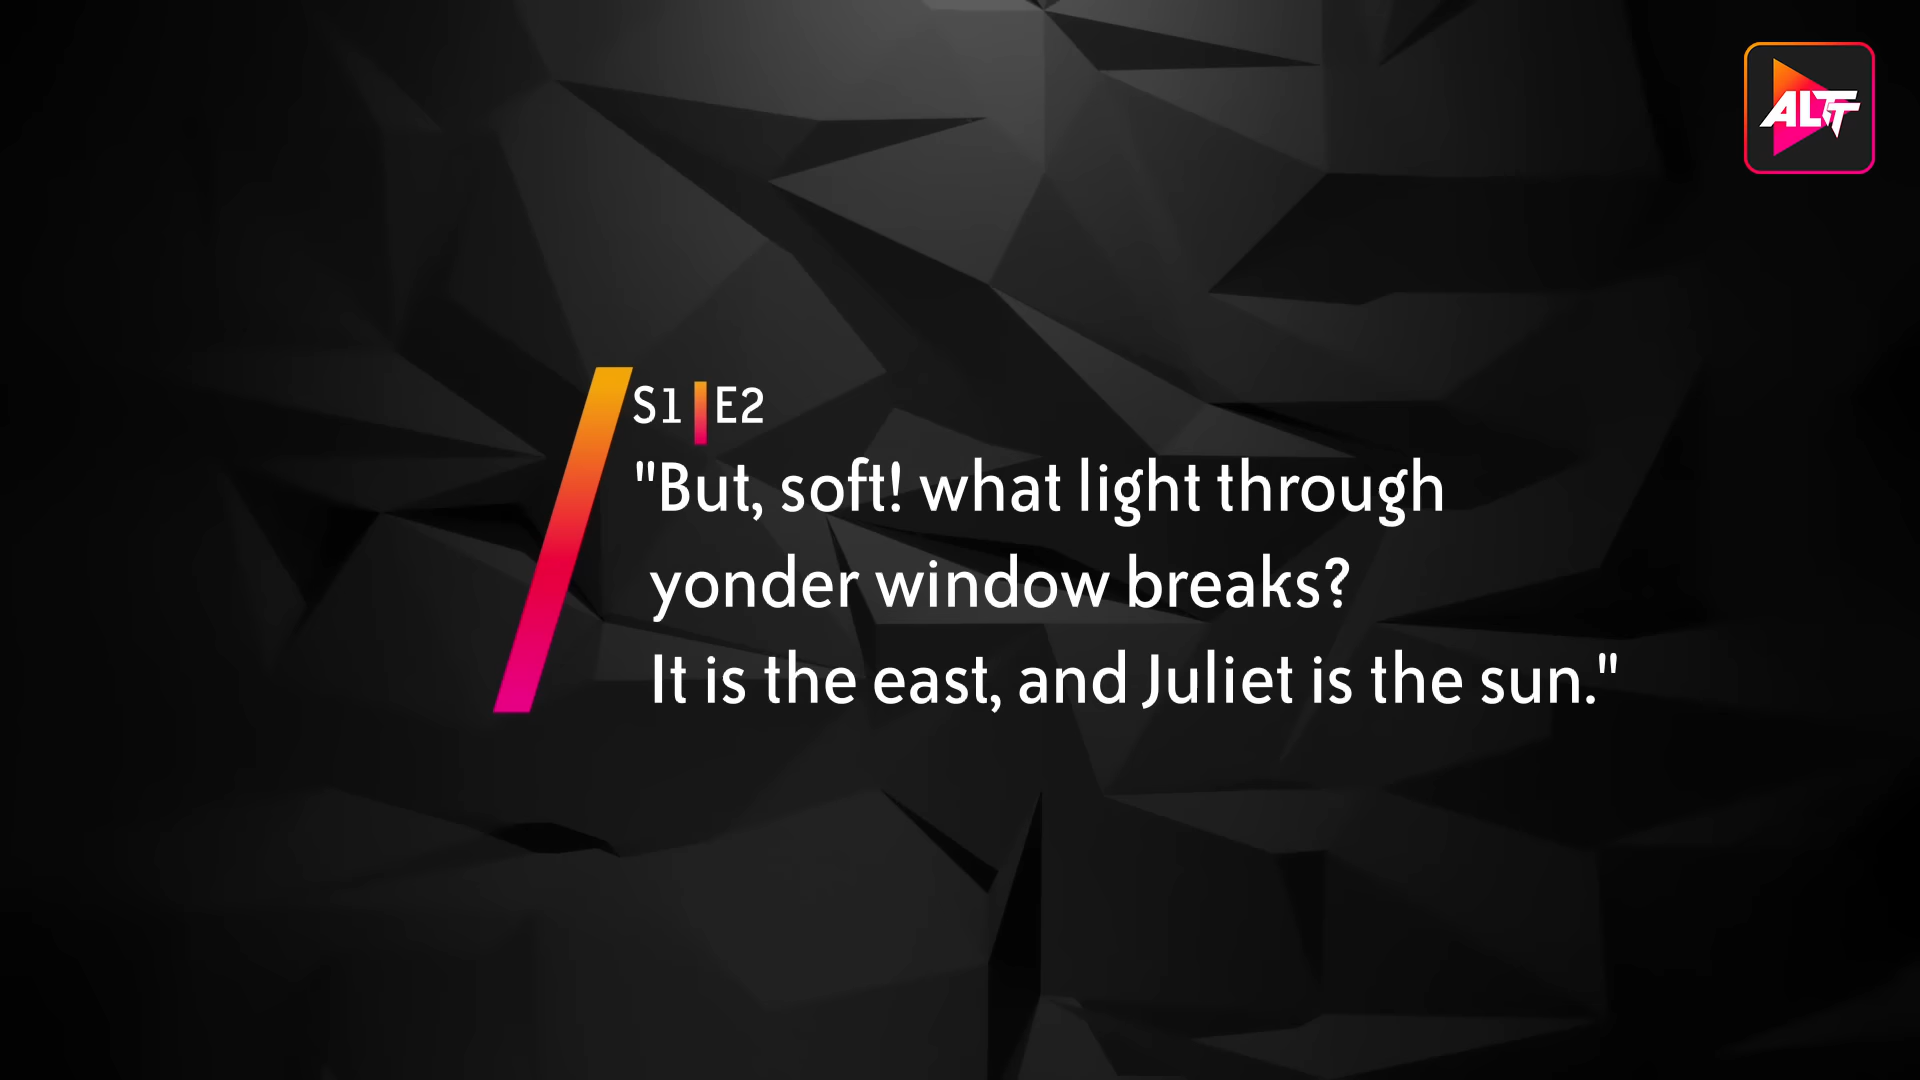 ALTT
S1 E2
"But, soft! what light through
yonder window breaks?
It is the east, and Juliet is the sun."